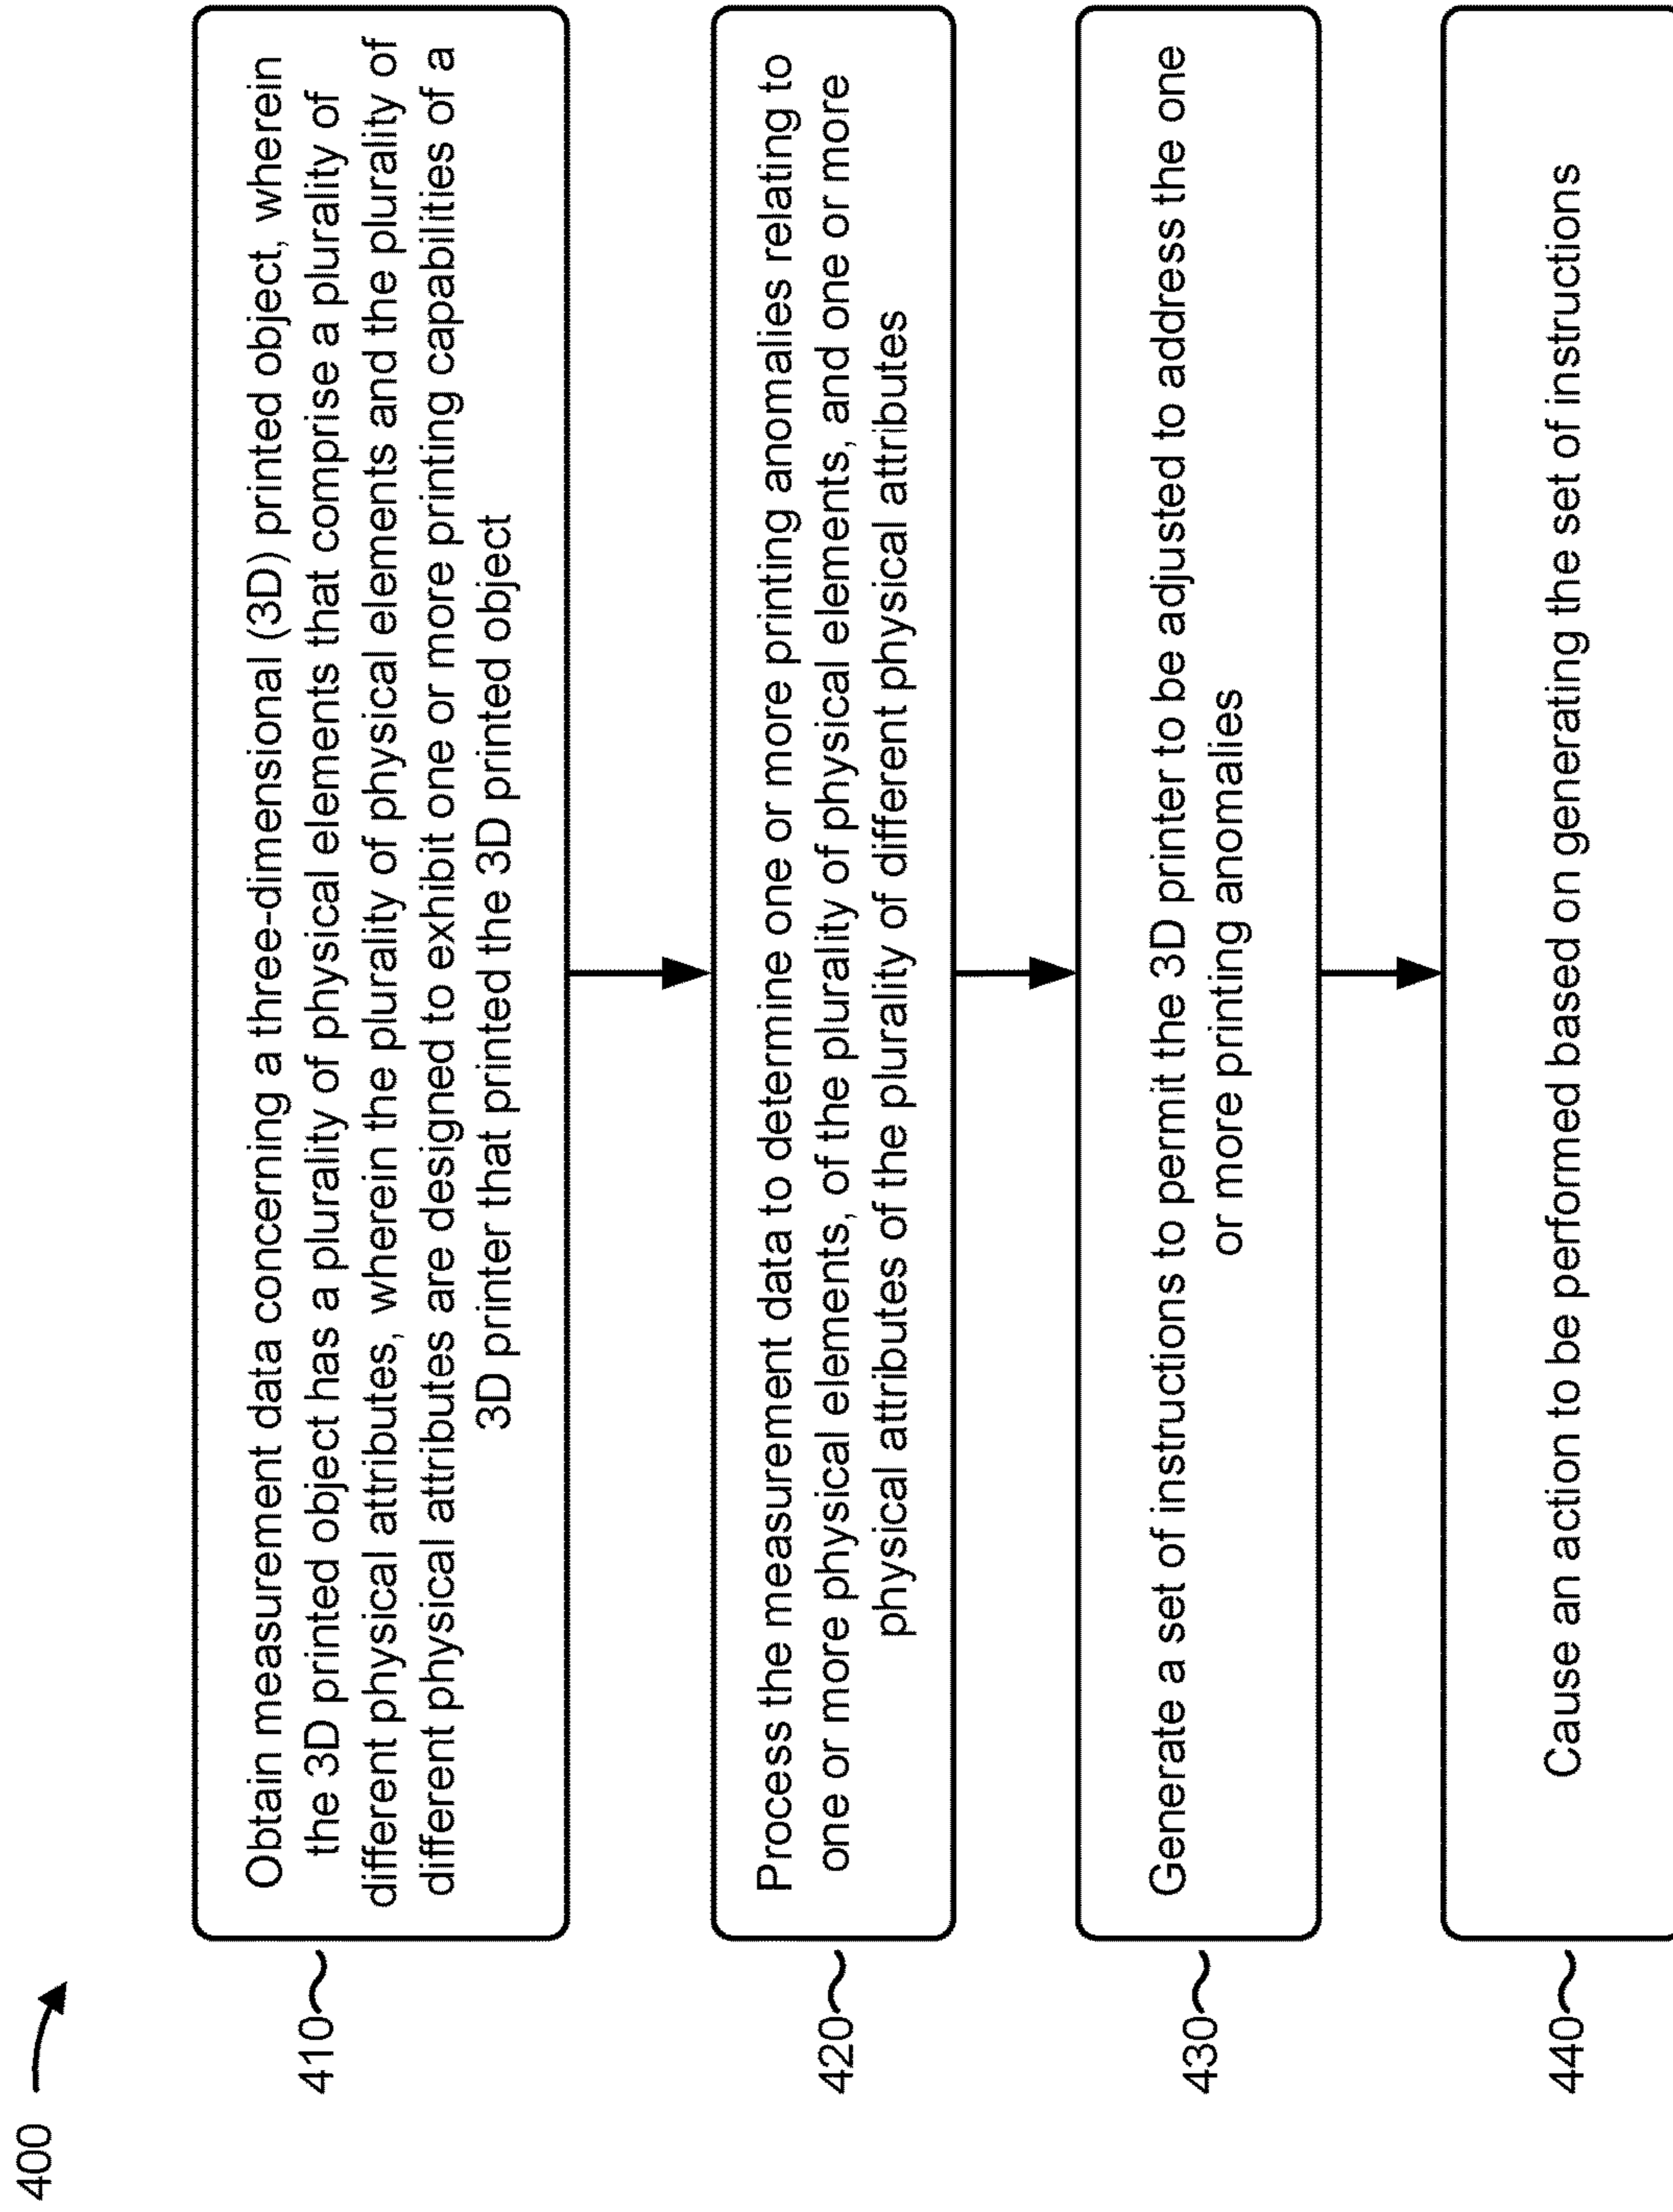 400
410
Obtain measurement data concerning a three-dimensional (3D) printed object, wherein
the 3D printed object has a plurality of physical elements that comprise a plurality of
different physical attributes, wherein the plurality of physical elements and the plurality of
different physical attributes are designed to exhibit one or more printing capabilities of a
3D printer that printed the 3D printed object
420
Process the measurement data to determine one or more printing anomalies relating to
one or more physical elements, of the plurality of physical elements, and one or more
physical attributes of the plurality of different physical attributes
430
Generate a set of instructions to permit the 3D printer to be adjusted to address the one
or more printing anomalies
440
Cause an action to be performed based on generating the set of instructions